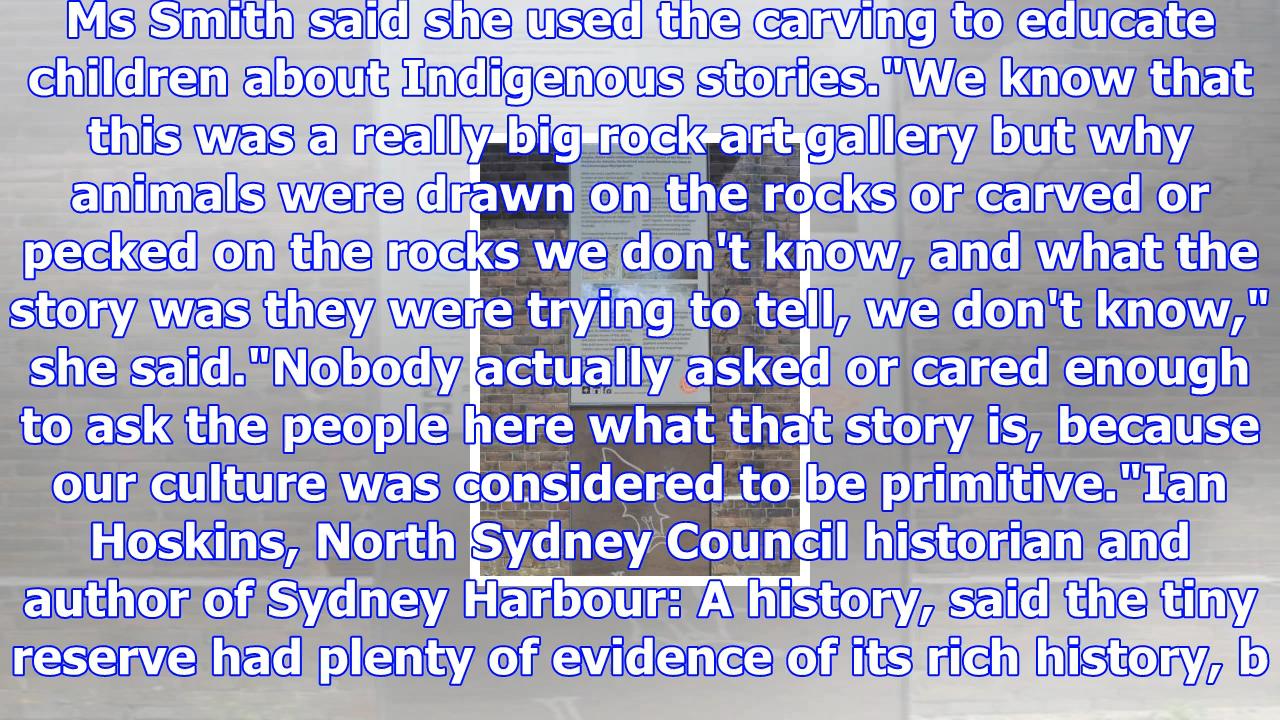 Ms Smith said she used the carving to educate
children about Indigenous stories."We know that
this was a really big rock art gallery but why
animals were drawn on the rocks or carved or
pecked on the rocks we don't know, and what the
story was they were trying to tell, we don't know,"
she said."Nobody actually asked or cared enough
to ask the people here what that story is, because
our culture was considered to be primitive."Ian
Hoskins, North Sydney Council historian and
author of Sydney Harbour: A history, said the tiny
reserve had plenty of evidence of its rich history, b